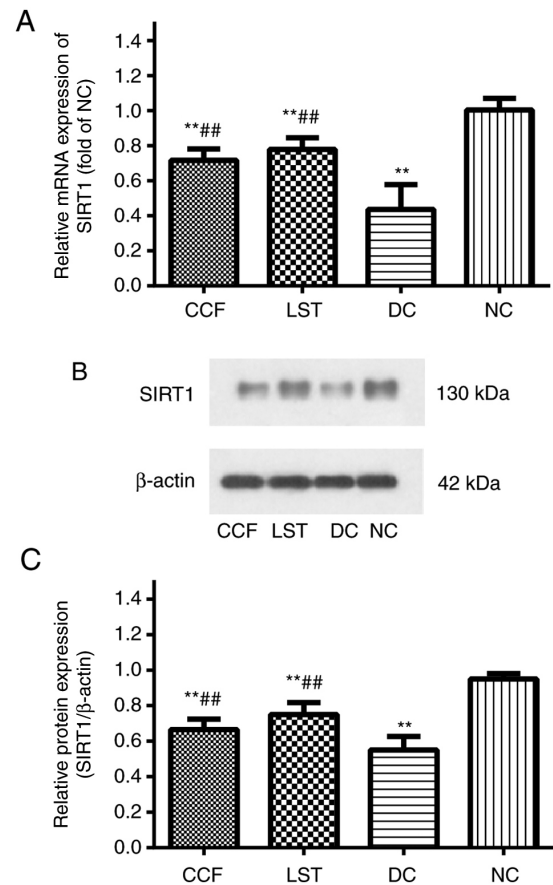 A
Relative mRNA expression of
SIRT1 (fold of NC)
1.4
1.2
1.0
0.8
0.6
0.4
0.2
0.0
**## **## **
CCF LST DC NC
B
SIRT1 130 kDa
β-actin 42 kDa
CCF LST DC NC
C
Relative protein expression
(SIRT1/β-actin)
1.4
1.2
1.0
0.8
0.6
0.4
0.2
0.0
**## **## **
CCF LST DC NC